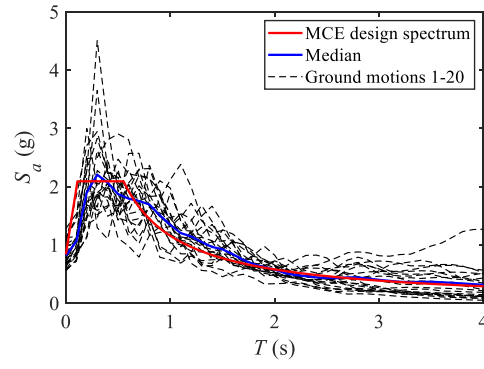 5
4
3
2
1
0
S_a (g)
MCE design spectrum
Median
Ground motions 1-20
0 1 2 3 4
T (s)